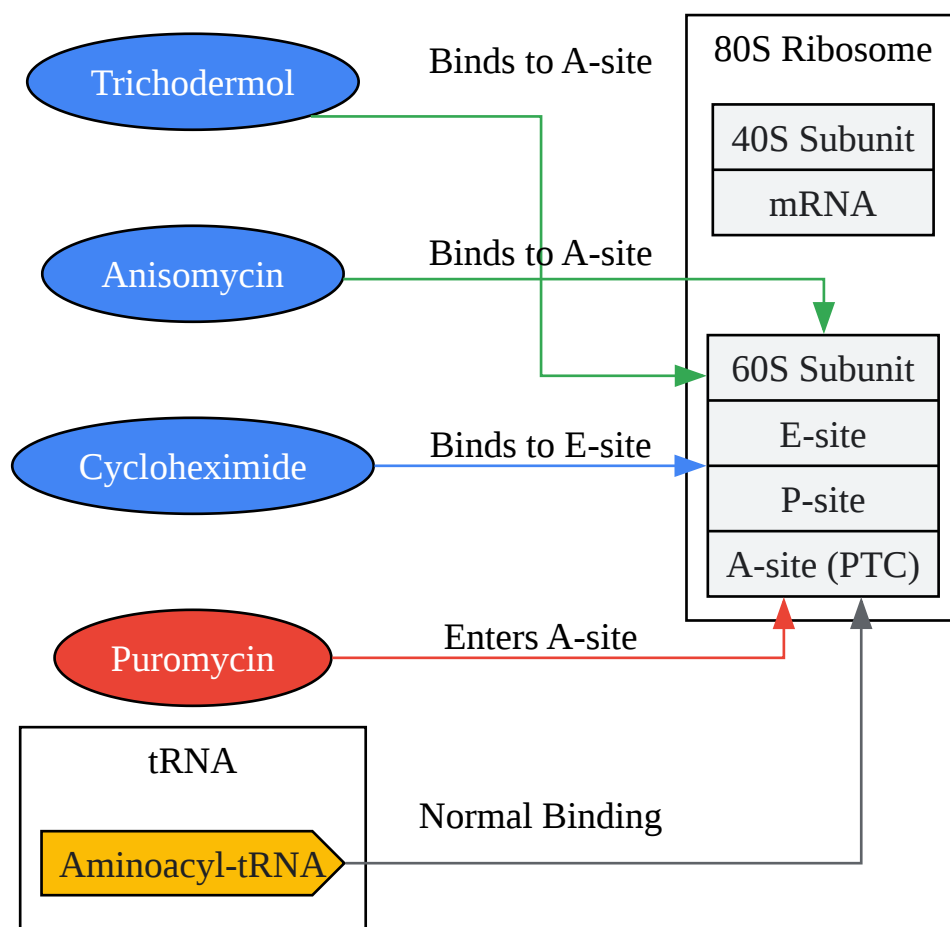 Trichodermol
Binds to A-site
80S Ribosome
40S Subunit
mRNA
Anisomycin
Binds to A-site
60S Subunit
E-site
P-site
A-site (PTC)
Cycloheximide
Binds to E-site
Puromycin
Enters A-site
tRNA
Aminoacyl-tRNA
Normal Binding